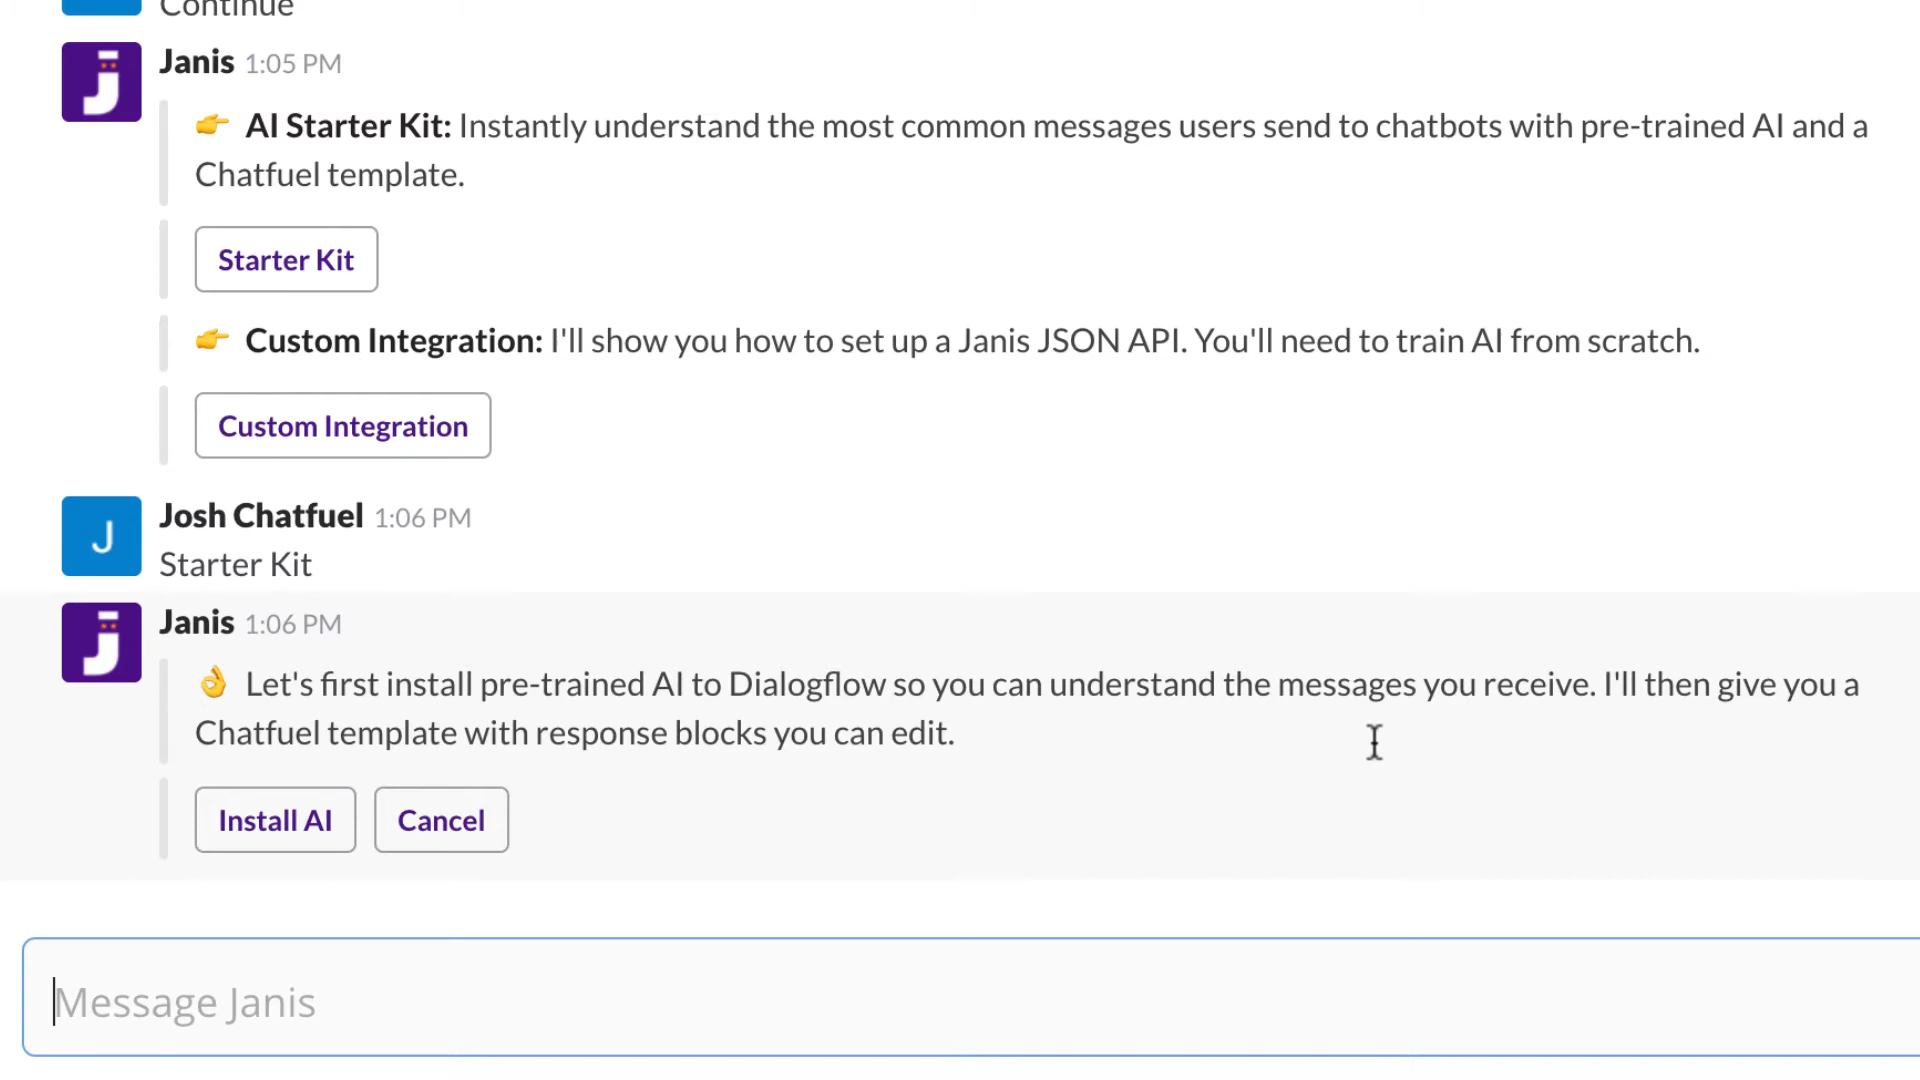 Continue
Janis 1:05 PM
👉 AI Starter Kit: Instantly understand the most common messages users send to chatbots with pre-trained AI and a
Chatfuel template.
Starter Kit
👉 Custom Integration: I'll show you how to set up a Janis JSON API. You'll need to train AI from scratch.
Custom Integration
J
Josh Chatfuel 1:06 PM
Starter Kit
Janis 1:06 PM
👌 Let's first install pre-trained AI to Dialogflow so you can understand the messages you receive. I'll then give you a
Chatfuel template with response blocks you can edit.
Install AI Cancel
Message Janis